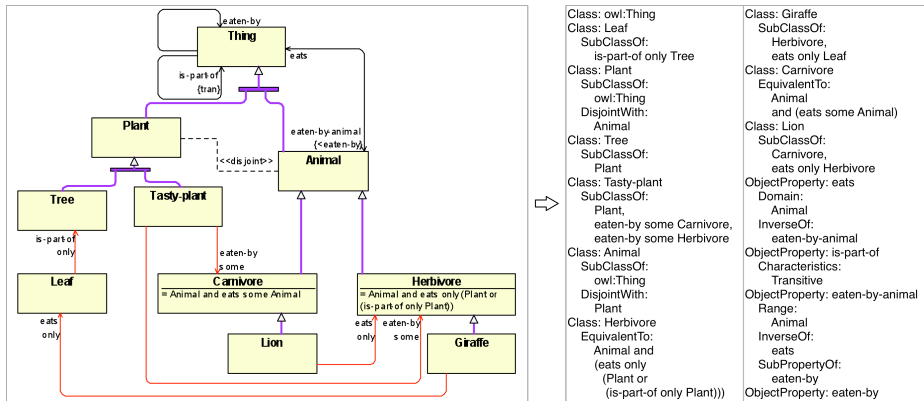 eaten-by
Thing
eats
is-part-of
{tran}
Plant
eaten-by-animal
{<eaten-by}
<<disjoint>>
Animal
Tree
Tasty-plant
is-part-of
only
eaten-by
some
Leaf
Carnivore
= Animal and eats some Animal
Herbivore
= Animal and eats only (Plant or
(is-part-of only Plant))
eats
only
eats
only
eaten-by
some
Lion
Giraffe
Class: owl:Thing
Class: Leaf
SubClassOf:
is-part-of only Tree
Class: Plant
SubClassOf:
owl:Thing
DisjointWith:
Animal
Class: Tree
SubClassOf:
Plant
Class: Tasty-plant
SubClassOf:
Plant,
eaten-by some Carnivore,
eaten-by some Herbivore
Class: Animal
SubClassOf:
owl:Thing
DisjointWith:
Plant
Class: Herbivore
EquivalentTo:
Animal and
(eats only
(Plant or
(is-part-of only Plant)))
Class: Giraffe
SubClassOf:
Herbivore,
eats only Leaf
Class: Carnivore
EquivalentTo:
Animal
and (eats some Animal)
Class: Lion
SubClassOf:
Carnivore,
eats only Herbivore
ObjectProperty: eats
Domain:
Animal
InverseOf:
eaten-by-animal
ObjectProperty: is-part-of
Characteristics:
Transitive
ObjectProperty: eaten-by-animal
Range:
Animal
InverseOf:
eats
SubPropertyOf:
eaten-by
ObjectProperty: eaten-by